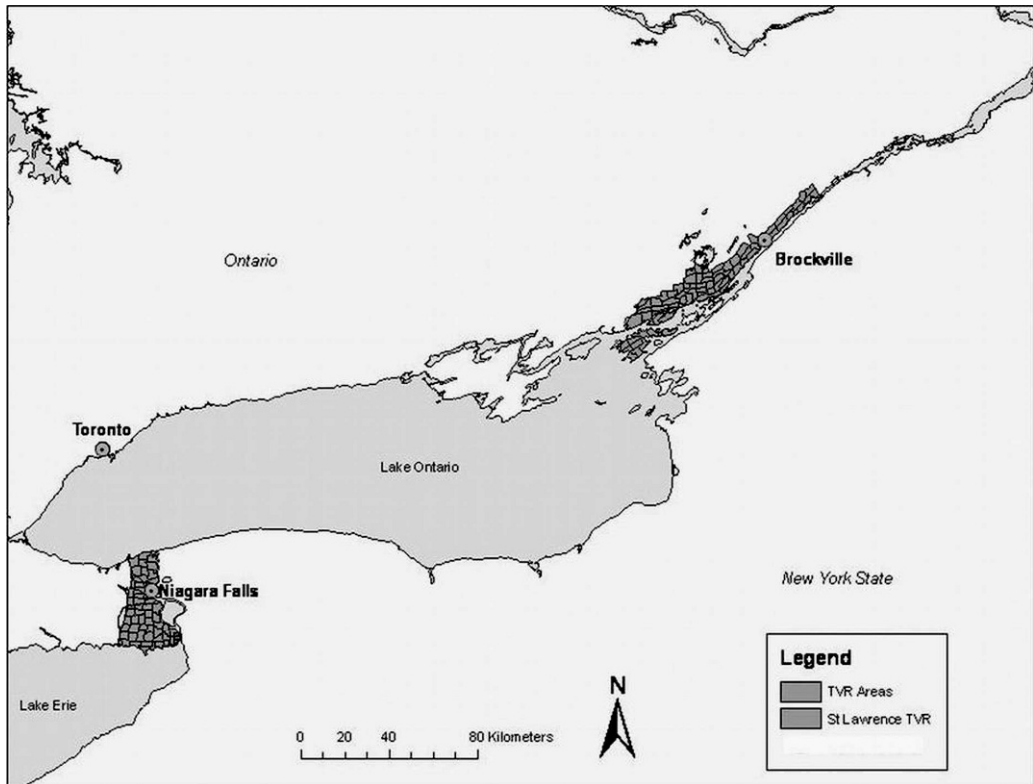 Ontario
Brockville
Toronto
Lake Ontario
New York State
Niagara Falls
Lake Erie
N
0 20 40 80 Kilometers
Legend
TVR Areas
St Lawrence TVR